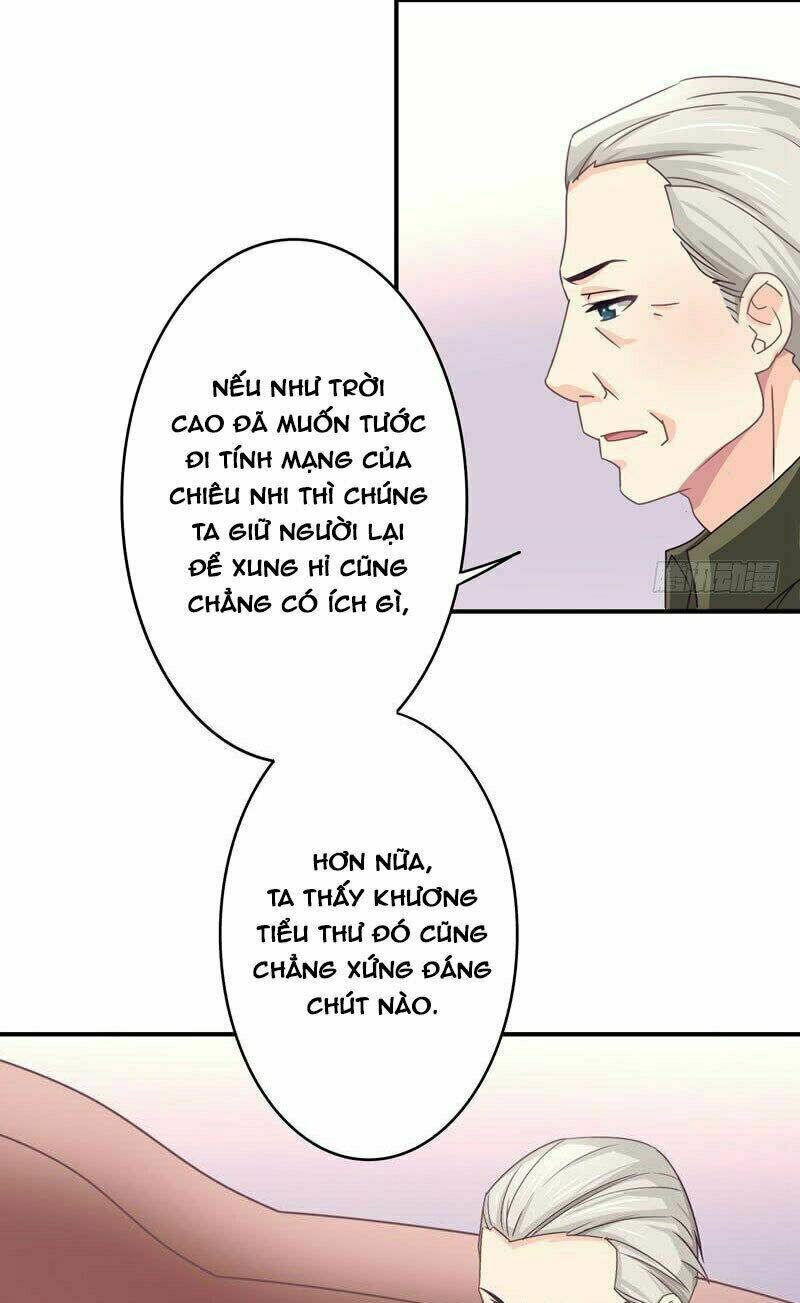 NẾU NHƯ TRỜI
CAO ĐÃ MUỐN TƯỚC
ĐI TÍNH MẠNG CỦA
CHIÊU NHI THÌ CHÚNG
TA GIỮ NGƯỜI LẠI
ĐỂ XUNG HỈ CŨNG
CHẲNG CÓ ÍCH GÌ,
HƠN NỮA,
TA THẤY KHƯƠNG
TIỂU THƯ ĐÓ CŨNG
CHẲNG XỨNG ĐÁNG
CHÚT NÀO.